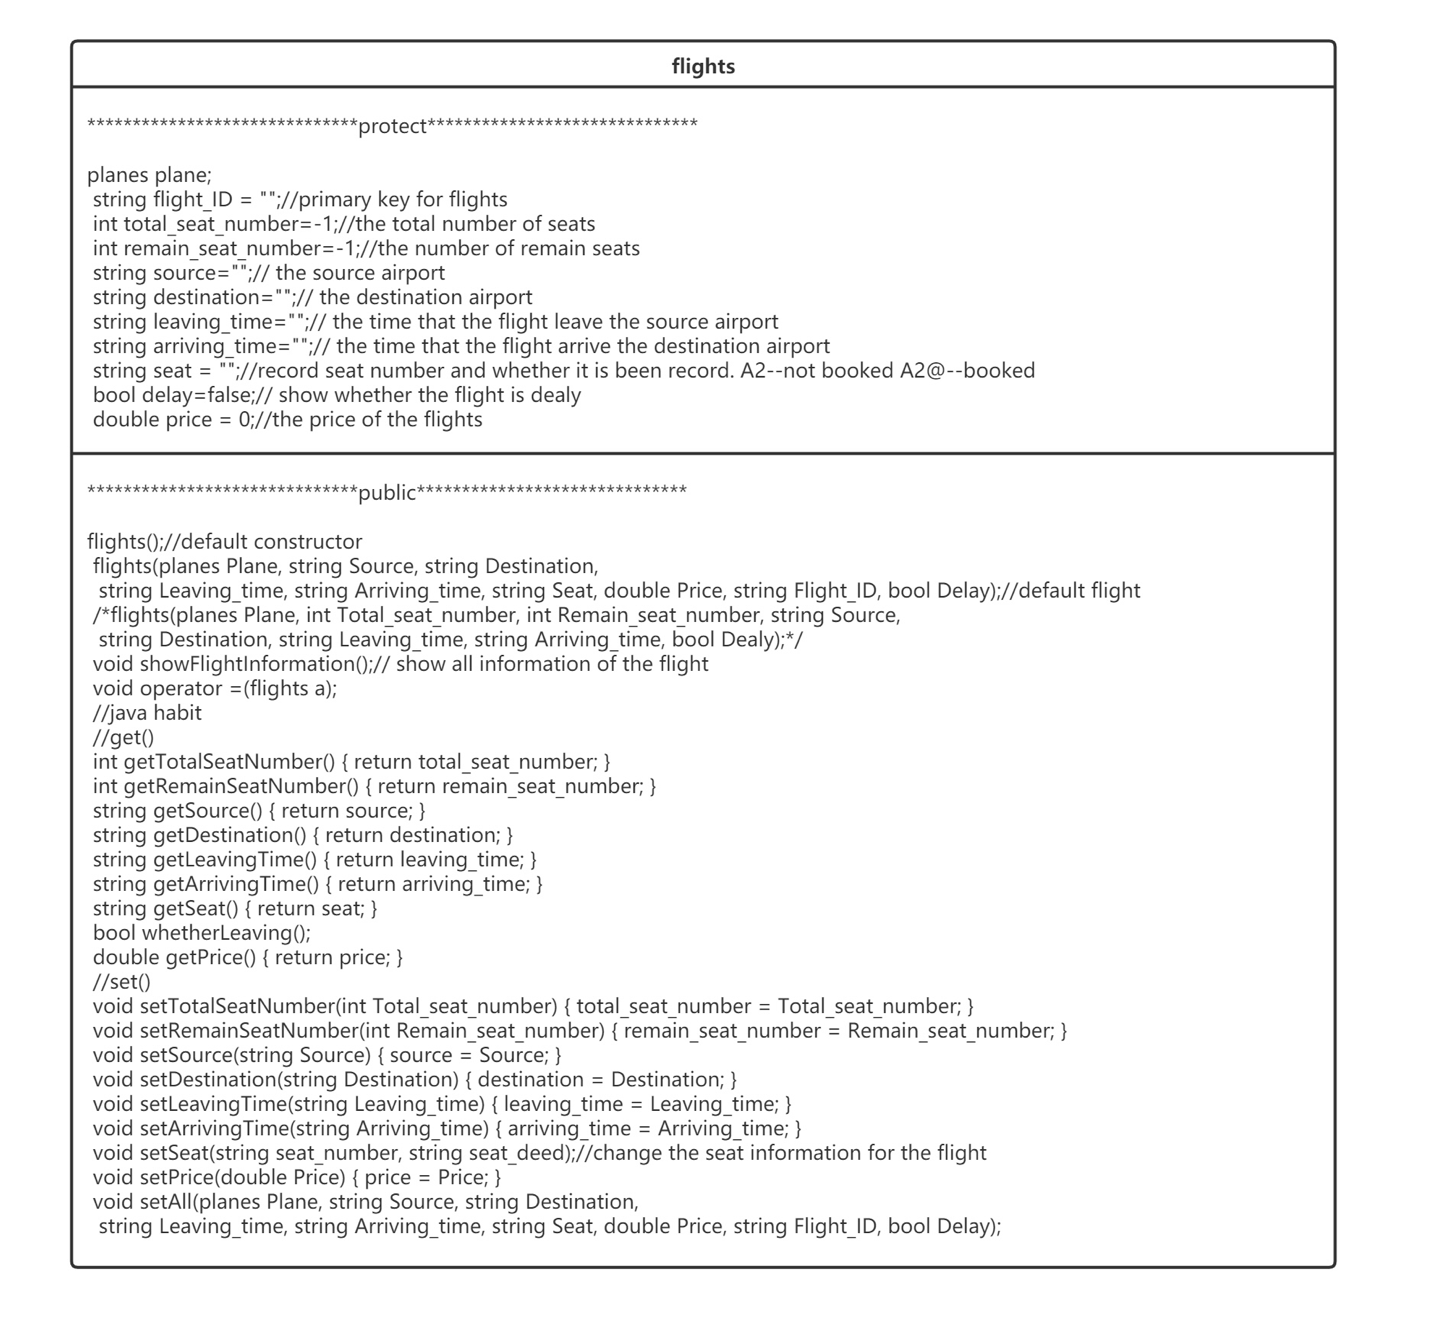 flights
******************************protect******************************
planes plane;
string flight_ID = "";//primary key for flights
int total_seat_number=-1;//the total number of seats
int remain_seat_number=-1;//the number of remain seats
string source="";// the source airport
string destination="";// the destination airport
string leaving_time="";// the time that the flight leave the source airport
string arriving_time="";// the time that the flight arrive the destination airport
string seat = "";//record seat number and whether it is been record. A2--not booked A2@--booked
bool delay=false;// show whether the flight is dealy
double price = 0;//the price of the flights
******************************public******************************
flights();//default constructor
flights(planes Plane, string Source, string Destination,
string Leaving_time, string Arriving_time, string Seat, double Price, string Flight_ID, bool Delay);//default flight
/*flights(planes Plane, int Total_seat_number, int Remain_seat_number, string Source,
string Destination, string Leaving_time, string Arriving_time, bool Dealy);*/
void showFlightInformation();// show all information of the flight
void operator =(flights a);
//java habit
//get()
int getTotalSeatNumber() { return total_seat_number; }
int getRemainSeatNumber() { return remain_seat_number; }
string getSource() { return source; }
string getDestination() { return destination; }
string getLeavingTime() { return leaving_time; }
string getArrivingTime() { return arriving_time; }
string getSeat() { return seat; }
bool whetherLeaving();
double getPrice() { return price; }
//set()
void setTotalSeatNumber(int Total_seat_number) { total_seat_number = Total_seat_number; }
void setRemainSeatNumber(int Remain_seat_number) { remain_seat_number = Remain_seat_number; }
void setSource(string Source) { source = Source; }
void setDestination(string Destination) { destination = Destination; }
void setLeavingTime(string Leaving_time) { leaving_time = Leaving_time; }
void setArrivingTime(string Arriving_time) { arriving_time = Arriving_time; }
void setSeat(string seat_number, string seat_deed);//change the seat information for the flight
void setPrice(double Price) { price = Price; }
void setAll(planes Plane, string Source, string Destination,
string Leaving_time, string Arriving_time, string Seat, double Price, string Flight_ID, bool Delay);